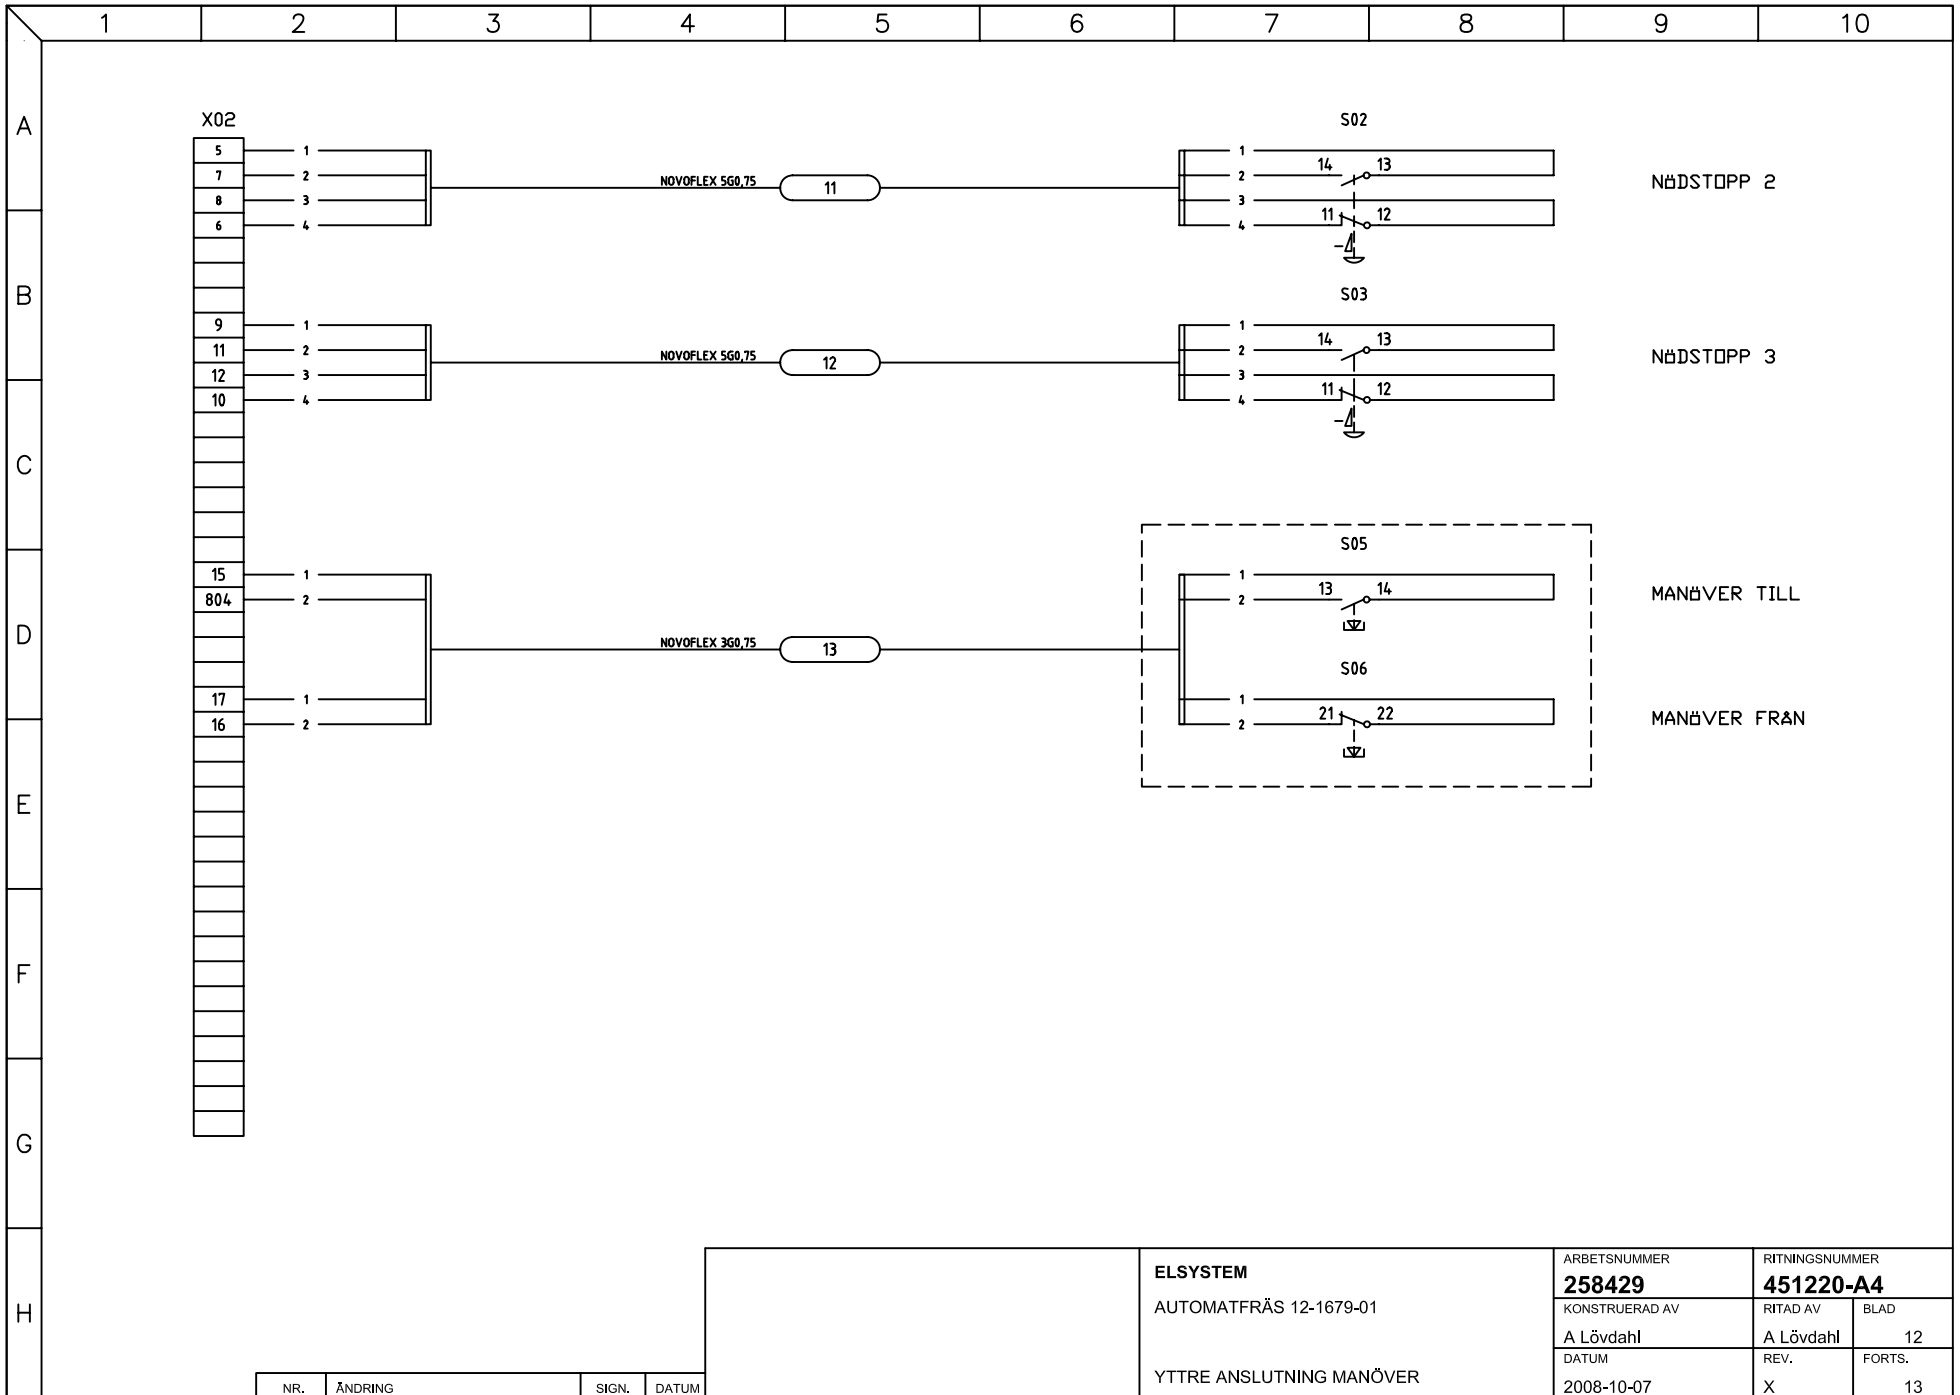 1 2 3 4 5 6 7 8 9 10
A
B
C
D
E
F
G
H
X02
5 1
7 2
8 3
6 4
NOVOFLEX 5G0,75 11
S02
1
2 14 13
3
4 11 12
NÖDSTOPP 2
9 1
11 2
12 3
10 4
NOVOFLEX 5G0,75 12
S03
1
2 14 13
3
4 11 12
NÖDSTOPP 3
15 1
804 2
17 1
16 2
NOVOFLEX 3G0,75 13
S05
1
2 13 14
MANÖVER TILL
S06
1
2 21 22
MANÖVER FRÅN
NR. ÄNDRING SIGN. DATUM
ELSYSTEM
AUTOMATFRÄS 12-1679-01
YTTRE ANSLUTNING MANÖVER
ARBETSNUMMER
258429
RITNINGSNUMMER
451220-A4
KONSTRUERAD AV
A Lövdahl
RITAD AV
A Lövdahl
BLAD
12
DATUM
2008-10-07
REV.
X
FORTS.
13